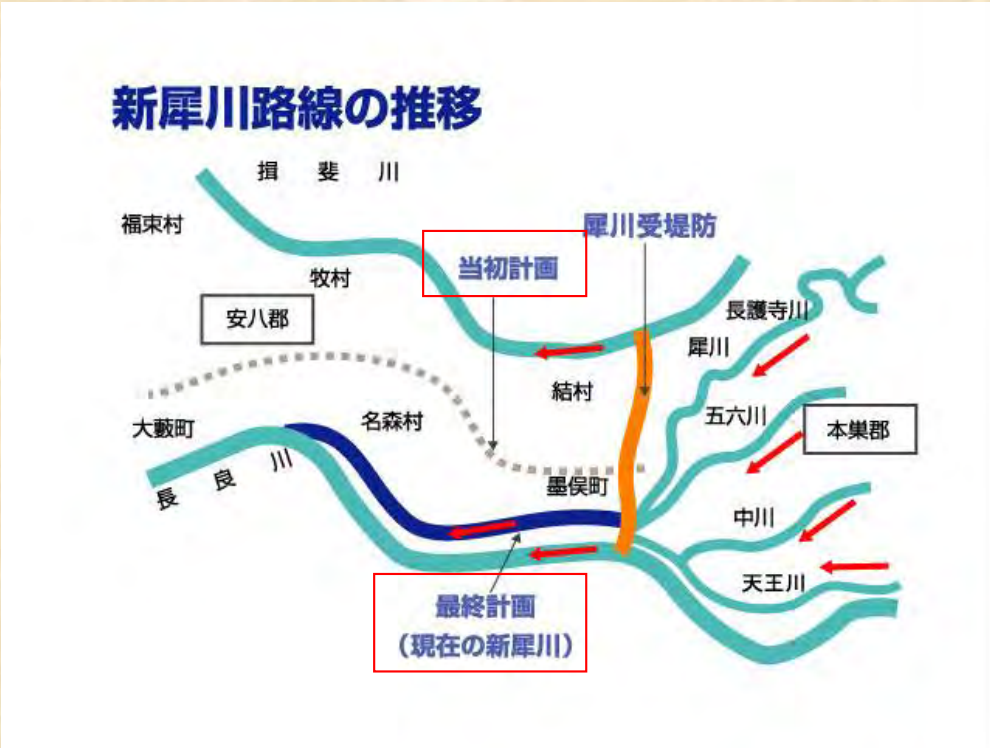 新犀川路線の推移
揖斐川
福束村
犀川受堤防
当初計画
牧村
安八郡
長護寺川
犀川
結村
五六川
名森村
大藪町
本巣郡
長良川
墨俣町
中川
天王川
最終計画
（現在の新犀川）